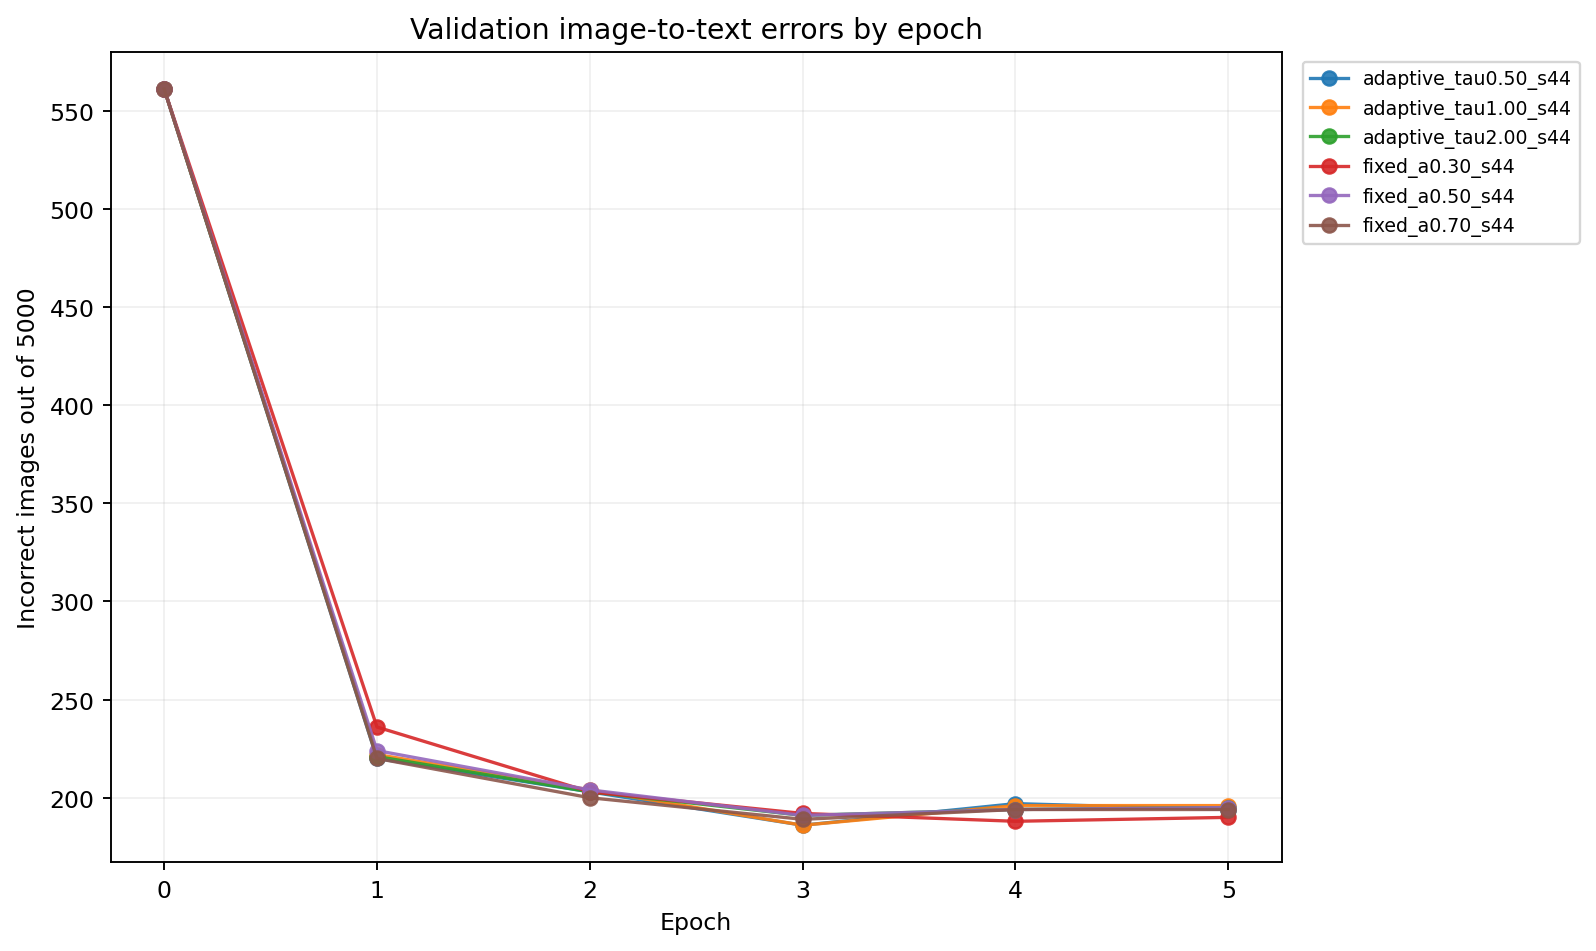 Validation image-to-text errors by epoch
Incorrect images out of 5000
550
500
450
400
350
300
250
200
0 1 2 3 4 5
Epoch
adaptive_tau0.50_s44
adaptive_tau1.00_s44
adaptive_tau2.00_s44
fixed_a0.30_s44
fixed_a0.50_s44
fixed_a0.70_s44